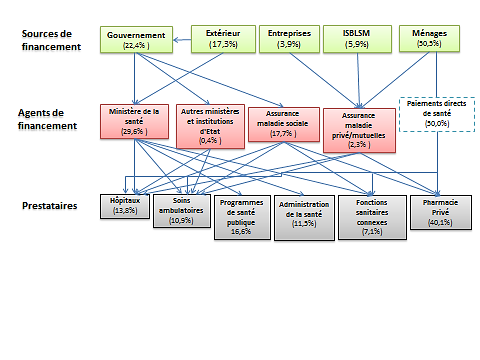 Sources de
financement
Gouvernement
(22,4% )
Extérieur
(17,3%)
Entreprises
(3,9%)
ISBLSM
(5,9%)
Ménages
(50,5%)
Agents de
financement
Ministère de la
santé
(29,6% )
Autres ministères
et institutions
d'Etat
(0,4% )
Assurance
maladie sociale
(17,7% )
Assurance
maladie
privé/mutuelles
(2,3% )
Paiements directs
de santé
(50,0%)
Prestataires
Hôpitaux
(13,8%)
Soins
ambulatoires
(10,9%)
Programmes
de santé
publique
16,6%
Administration
de la santé
(11,5%)
Fonctions
sanitaires
connexes
(7,1%)
Pharmacie
Privé
(40,1%)